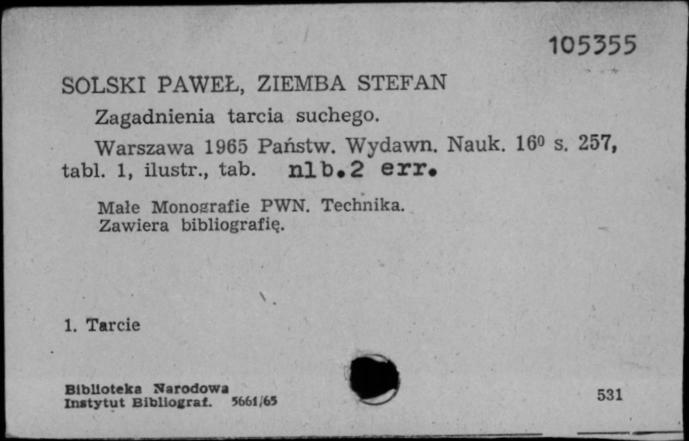 105355
SOLSKI PAWEŁ, ZIEMBA STEFAN
Zagadnienia tarcia suchego.
Warszawa 1965 Państw. Wydawn. Nauk. 16⁰ s. 257,
tabl. 1, ilustr., tab. nlb.2 err.
Małe Monografie PWN. Technika.
Zawiera bibliografię.
1. Tarcie
Biblioteka Narodowa
Instytut Bibliograf. 5661/65
531